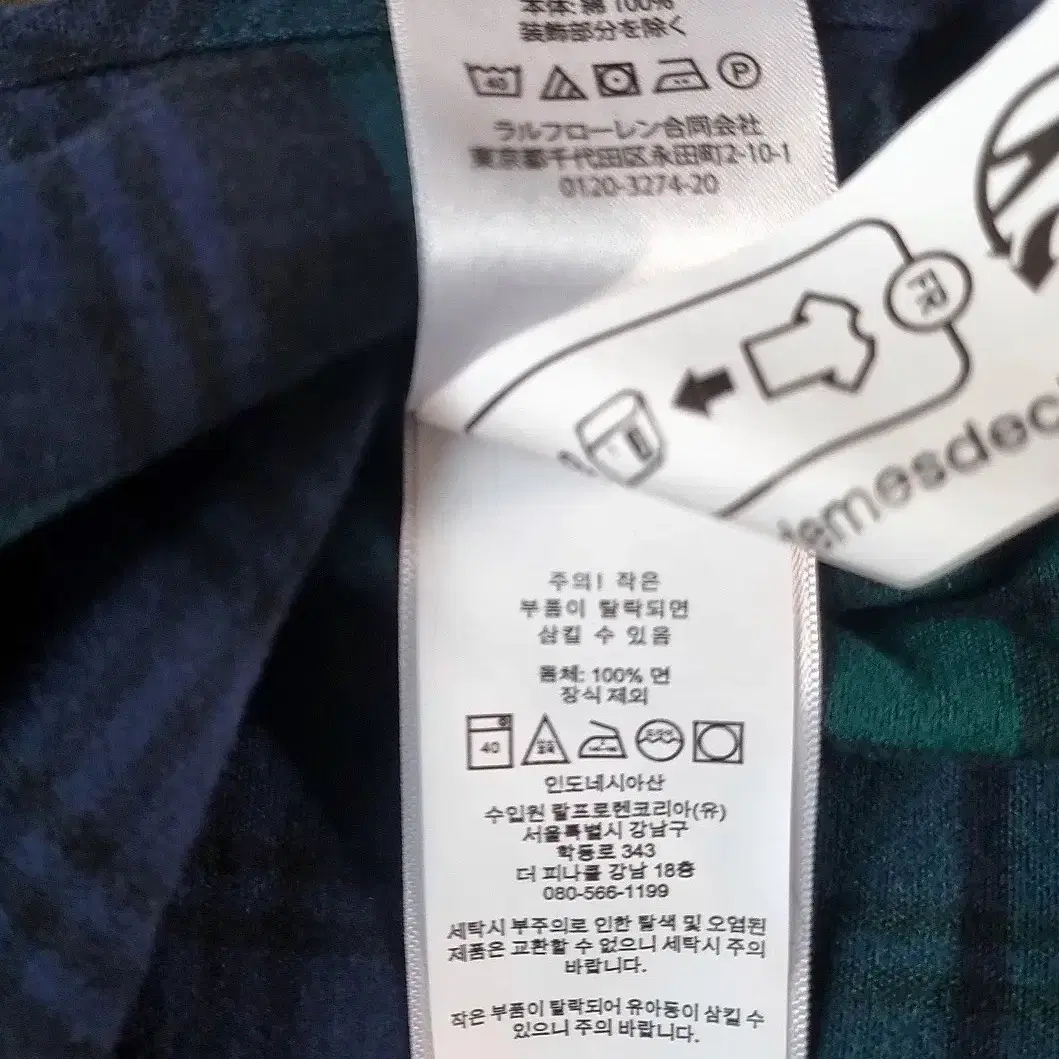 本体: 綿 100%
装飾部分を除く
40
P
ラルフローレン合同会社
東京都千代田区永田町2-10-1
0120-3274-20
FR
주의! 작은
부품이 탈락되면
삼킬 수 있음
몸체: 100% 면
장식 제외
40
인도네시아산
수입원 랄프로렌코리아(유)
서울특별시 강남구
학동로 343
더 피나클 강남 18층
080-566-1199
세탁시 부주의로 인한 탈색 및 오염된
제품은 교환할 수 없으니 세탁시 주의
바랍니다.
작은 부품이 탈락되어 유아동이 삼킬 수
있으니 주의 바랍니다.